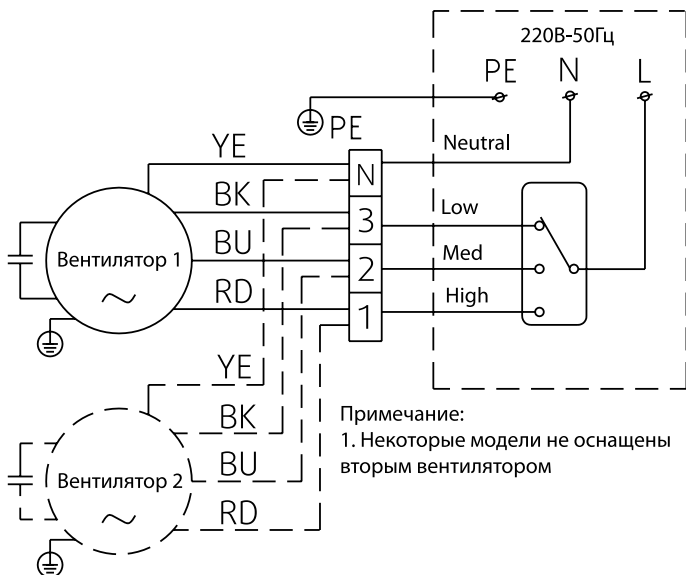 220В-50Гц
PE N L
PE
Neutral
YE
N
BK
3
Low
BU
2
Med
Вентилятор 1
RD
1
High
YE
BK
BU
Вентилятор 2
RD
Примечание:
1. Некоторые модели не оснащены
вторым вентилятором